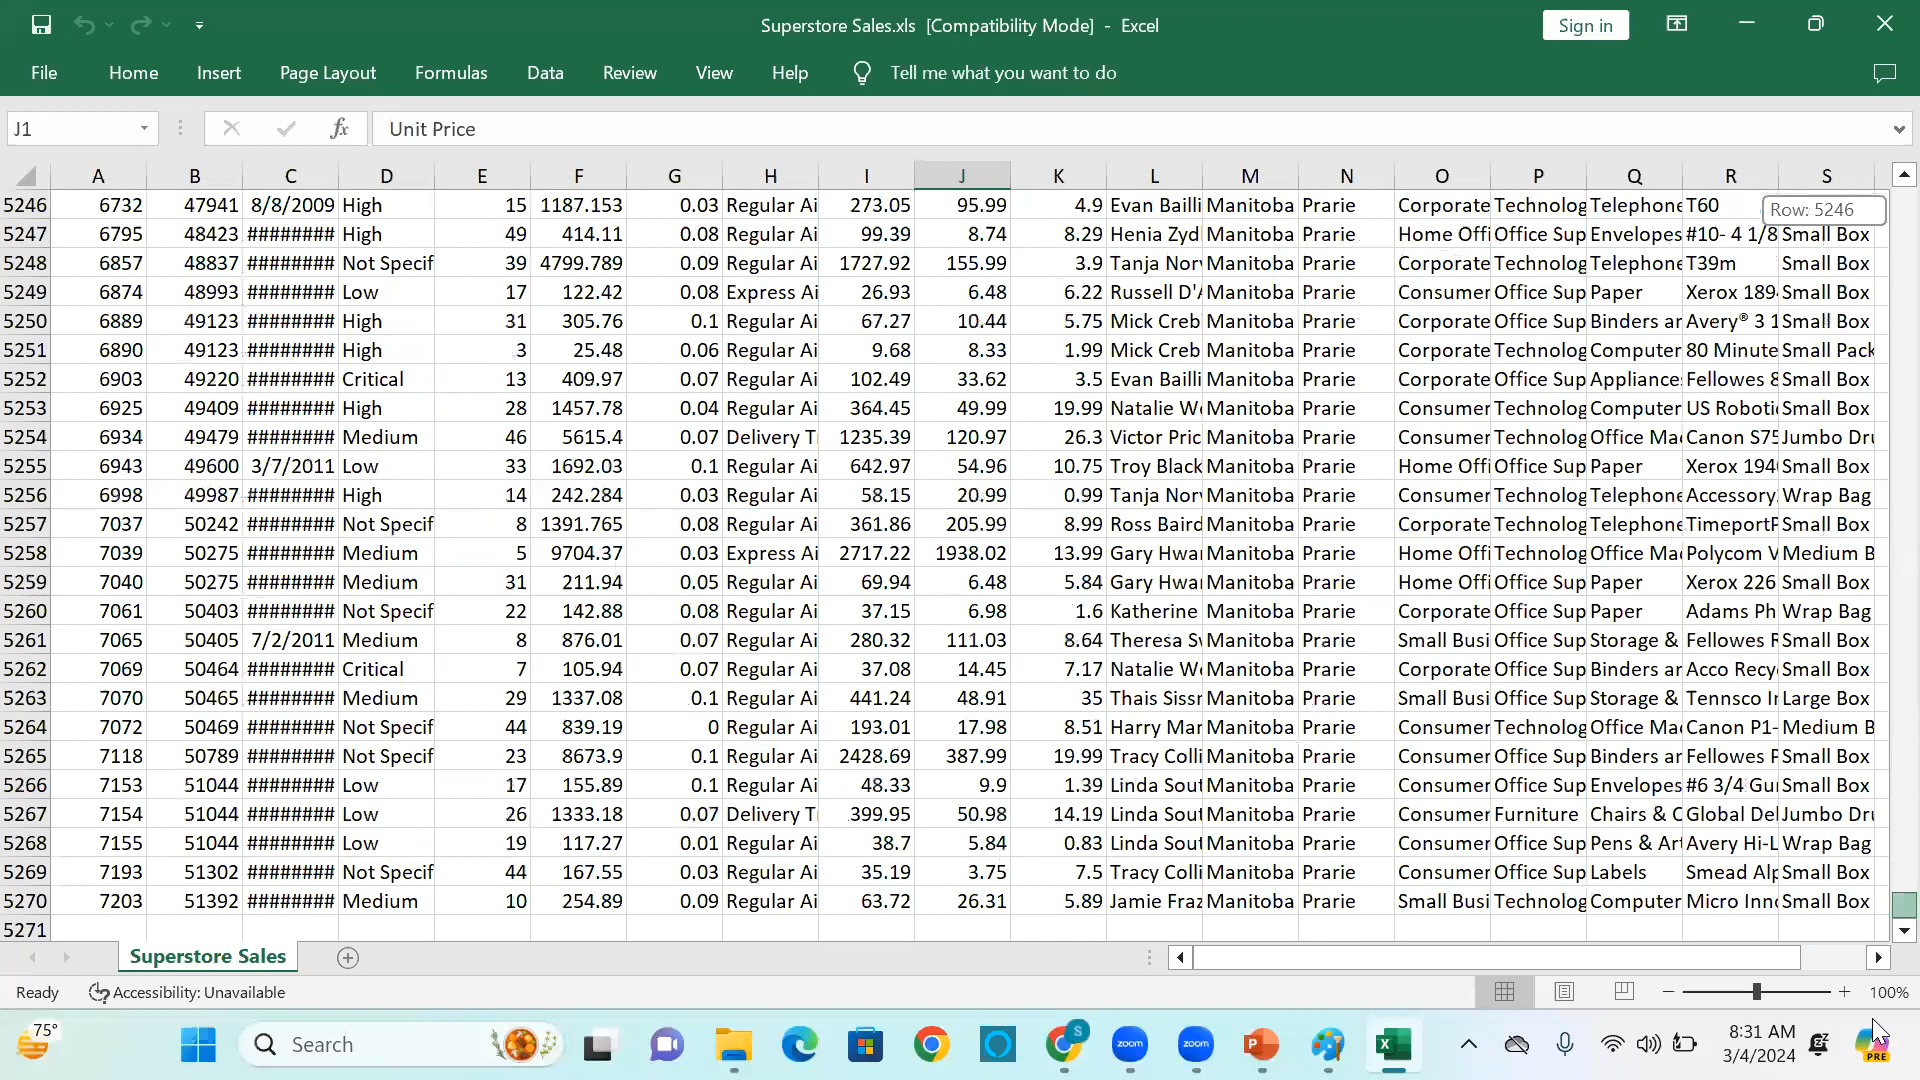 Superstore Sales.xls [Compatibility Mode] - Excel
Sign in
File Home Insert Page Layout Formulas Data Review View Help Tell me what you want to do
J1 fx Unit Price
A B C D E F G H I J K L M N O P Q R S
5246 6732 47941 8/8/2009 High 15 1187.153 0.03 Regular Ai 273.05 95.99 4.9 Evan Bailli Manitoba Prarie Corporate Technolog Telephone T60 Row: 5246
5247 6795 48423 ######## High 49 414.11 0.08 Regular Ai 99.39 8.74 8.29 Henia Zyd Manitoba Prarie Home Offi Office Sup Envelopes #10- 4 1/8 Small Box
5248 6857 48837 ######## Not Specif 39 4799.789 0.09 Regular Ai 1727.92 155.99 3.9 Tanja Nor Manitoba Prarie Corporate Technolog Telephone T39m Small Box
5249 6874 48993 ######## Low 17 122.42 0.08 Express Ai 26.93 6.48 6.22 Russell D'A Manitoba Prarie Consumer Office Sup Paper Xerox 1894 Small Box
5250 6889 49123 ######## High 31 305.76 0.1 Regular Ai 67.27 10.44 5.75 Mick Creb Manitoba Prarie Corporate Office Sup Binders ar Avery® 3 1 Small Box
5251 6890 49123 ######## High 3 25.48 0.06 Regular Ai 9.68 8.33 1.99 Mick Creb Manitoba Prarie Corporate Technolog Computer 80 Minute Small Pack
5252 6903 49220 ######## Critical 13 409.97 0.07 Regular Ai 102.49 33.62 3.5 Evan Bailli Manitoba Prarie Corporate Office Sup Appliances Fellowes 8 Small Box
5253 6925 49409 ######## High 28 1457.78 0.04 Regular Ai 364.45 49.99 19.99 Natalie We Manitoba Prarie Consumer Technolog Computer US Roboti Small Box
5254 6934 49479 ######## Medium 46 5615.4 0.07 Delivery T 1235.39 120.97 26.3 Victor Pric Manitoba Prarie Consumer Technolog Office Ma Canon S75 Jumbo Dru
5255 6943 49600 3/7/2011 Low 33 1692.03 0.1 Regular Ai 642.97 54.96 10.75 Troy Black Manitoba Prarie Home Offi Office Sup Paper Xerox 1940 Small Box
5256 6998 49987 ######## High 14 242.284 0.03 Regular Ai 58.15 20.99 0.99 Tanja Nor Manitoba Prarie Consumer Technolog Telephone Accessory Wrap Bag
5257 7037 50242 ######## Not Specif 8 1391.765 0.08 Regular Ai 361.86 205.99 8.99 Ross Baird Manitoba Prarie Corporate Technolog Telephone TimeportP Small Box
5258 7039 50275 ######## Medium 5 9704.37 0.03 Express Ai 2717.22 1938.02 13.99 Gary Hwa Manitoba Prarie Home Offi Technolog Office Ma Polycom V Medium B
5259 7040 50275 ######## Medium 31 211.94 0.05 Regular Ai 69.94 6.48 5.84 Gary Hwa Manitoba Prarie Home Offi Office Sup Paper Xerox 226 Small Box
5260 7061 50403 ######## Not Specif 22 142.88 0.08 Regular Ai 37.15 6.98 1.6 Katherine Manitoba Prarie Corporate Office Sup Paper Adams Ph Wrap Bag
5261 7065 50405 7/2/2011 Medium 8 876.01 0.07 Regular Ai 280.32 111.03 8.64 Theresa Sw Manitoba Prarie Small Busi Office Sup Storage & Fellowes R Small Box
5262 7069 50464 ######## Critical 7 105.94 0.07 Regular Ai 37.08 14.45 7.17 Natalie We Manitoba Prarie Corporate Office Sup Binders ar Acco Recy Small Box
5263 7070 50465 ######## Medium 29 1337.08 0.1 Regular Ai 441.24 48.91 35 Thais Sissr Manitoba Prarie Small Busi Office Sup Storage & Tennsco In Large Box
5264 7072 50469 ######## Not Specif 44 839.19 0 Regular Ai 193.01 17.98 8.51 Harry Mar Manitoba Prarie Consumer Technolog Office Ma Canon P1- Medium B
5265 7118 50789 ######## Not Specif 23 8673.9 0.1 Regular Ai 2428.69 387.99 19.99 Tracy Colli Manitoba Prarie Consumer Office Sup Binders ar Fellowes P Small Box
5266 7153 51044 ######## Low 17 155.89 0.1 Regular Ai 48.33 9.9 1.39 Linda Sout Manitoba Prarie Consumer Office Sup Envelopes #6 3/4 Gu Small Box
5267 7154 51044 ######## Low 26 1333.18 0.07 Delivery T 399.95 50.98 14.19 Linda Sout Manitoba Prarie Consumer Furniture Chairs & C Global Del Jumbo Dru
5268 7155 51044 ######## Low 19 117.27 0.01 Regular Ai 38.7 5.84 0.83 Linda Sout Manitoba Prarie Consumer Office Sup Pens & Art Avery Hi-L Wrap Bag
5269 7193 51302 ######## Not Specif 44 167.55 0.03 Regular Ai 35.19 3.75 7.5 Tracy Colli Manitoba Prarie Consumer Office Sup Labels Smead Alp Small Box
5270 7203 51392 ######## Medium 10 254.89 0.09 Regular Ai 63.72 26.31 5.89 Jamie Fraz Manitoba Prarie Small Busi Technolog Computer Micro Inno Small Box
5271
Superstore Sales
Ready Accessibility: Unavailable 100%
75° Search zoom zoom 8:31 AM
3/4/2024
PRE